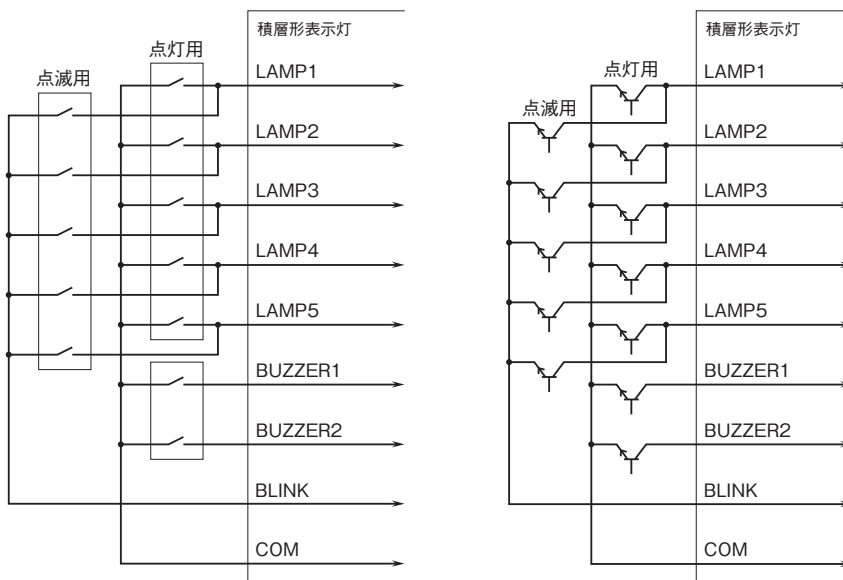 積層形表示灯
点灯用
点滅用
LAMP1
LAMP2
LAMP3
LAMP4
LAMP5
BUZZER1
BUZZER2
BLINK
COM
積層形表示灯
点灯用
点滅用
LAMP1
LAMP2
LAMP3
LAMP4
LAMP5
BUZZER1
BUZZER2
BLINK
COM